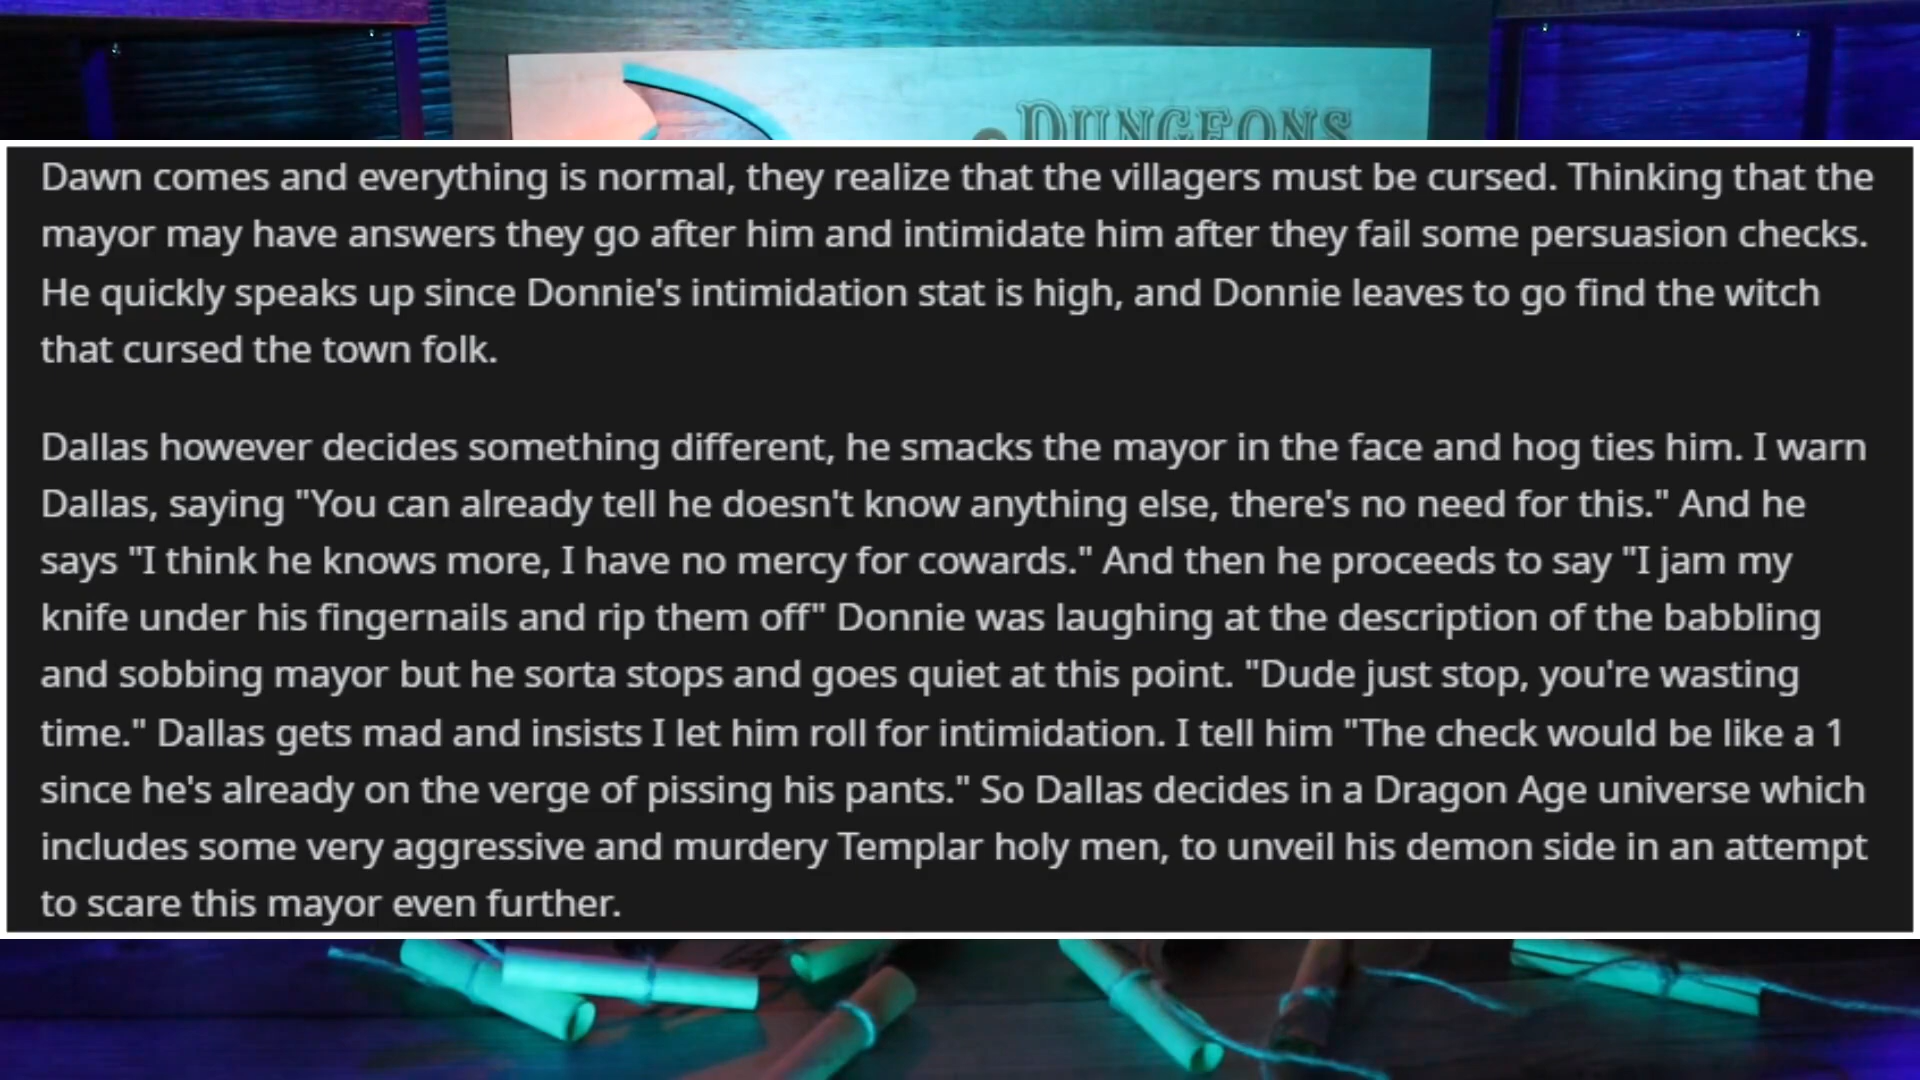 DUNGEONS
Dawn comes and everything is normal, they realize that the villagers must be cursed. Thinking that the
mayor may have answers they go after him and intimidate him after they fail some persuasion checks.
He quickly speaks up since Donnie's intimidation stat is high, and Donnie leaves to go find the witch
that cursed the town folk.
Dallas however decides something different, he smacks the mayor in the face and hog ties him. I warn
Dallas, saying "You can already tell he doesn't know anything else, there's no need for this." And he
says "I think he knows more, I have no mercy for cowards." And then he proceeds to say "I jam my
knife under his fingernails and rip them off" Donnie was laughing at the description of the babbling
and sobbing mayor but he sorta stops and goes quiet at this point. "Dude just stop, you're wasting
time." Dallas gets mad and insists I let him roll for intimidation. I tell him "The check would be like a 1
since he's already on the verge of pissing his pants." So Dallas decides in a Dragon Age universe which
includes some very aggressive and murdery Templar holy men, to unveil his demon side in an attempt
to scare this mayor even further.